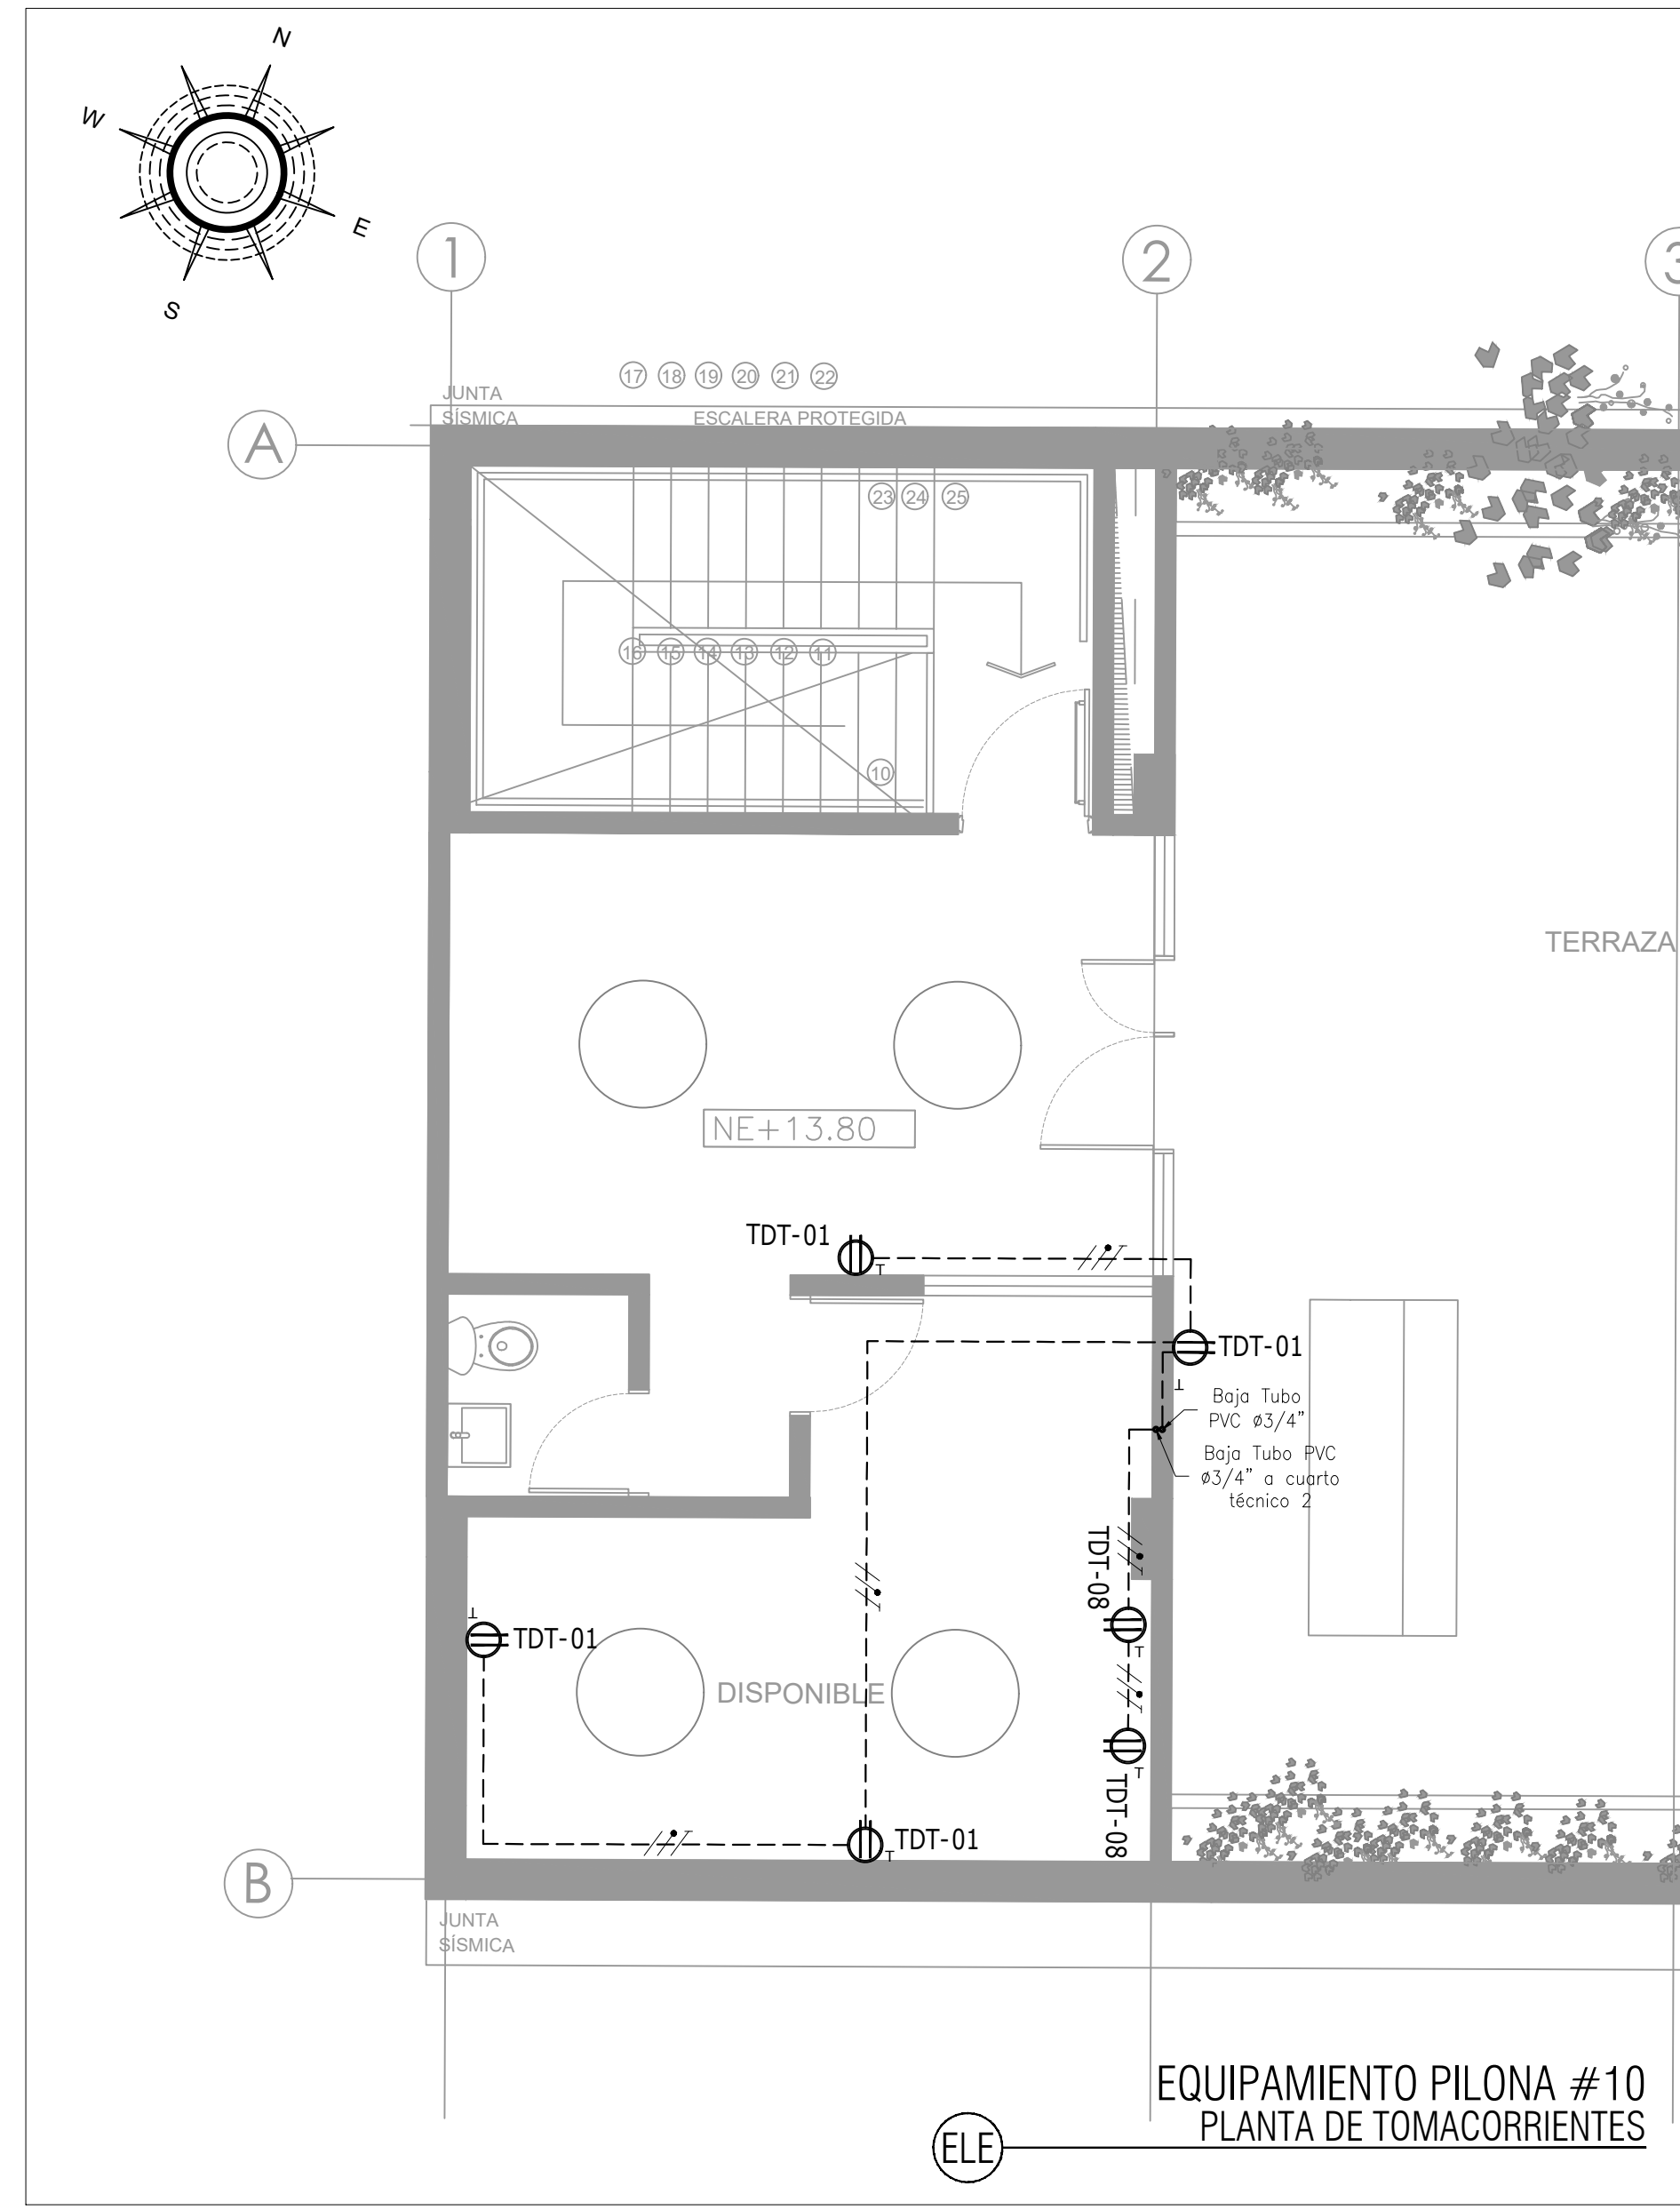 N
W
E
S
1
2
3
JUNTA
SÍSMICA
17 18 19 20 21 22
ESCALERA PROTEGIDA
A
23 24 25
16 15 14 13 12 11
10
TERRAZA
NE+13.80
TDT-01
TDT-01
Baja Tubo
PVC ø3/4"
Baja Tubo PVC
ø3/4" a cuarto
técnico 2
TDT-08
TDT-01
DISPONIBLE
TDT-08
TDT-01
B
JUNTA
SÍSMICA
EQUIPAMIENTO PILONA #10
PLANTA DE TOMACORRIENTES
ELE
T
T
T
T
T
T